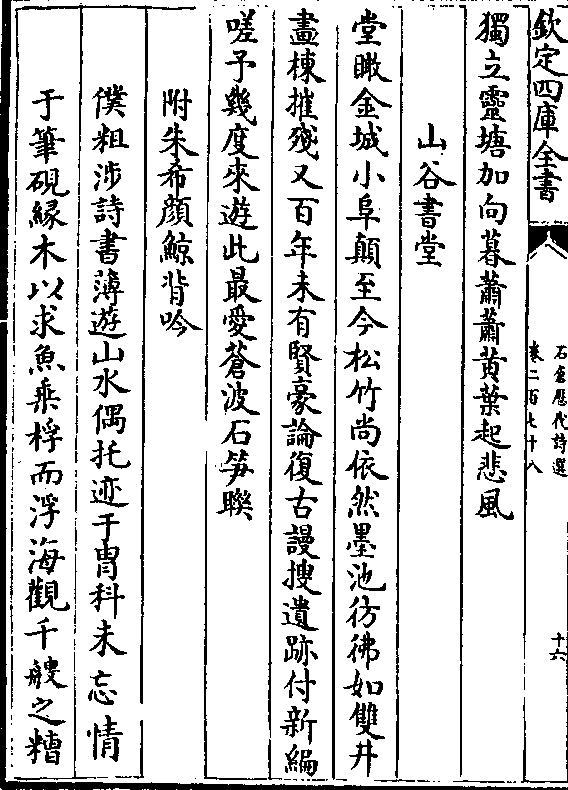 欽定四庫全書
石倉歷代詩選
卷二百七十八
十六
獨立靈塘加向暮蕭蕭黃葉起悲風
山谷書堂
堂瞰金城小阜顛至今松竹尚依然墨池彷彿如雙井
畫棟摧殘又百年未有賢豪論復古謾搜遺跡付新編
嗟予幾度來遊此最愛蒼波石笋聨
附朱希顔鯨背吟
僕粗涉詩書薄遊山水偶托迹于胄科未忘情
于筆硯緣木以求魚乗桴而浮海觀千艘之糟